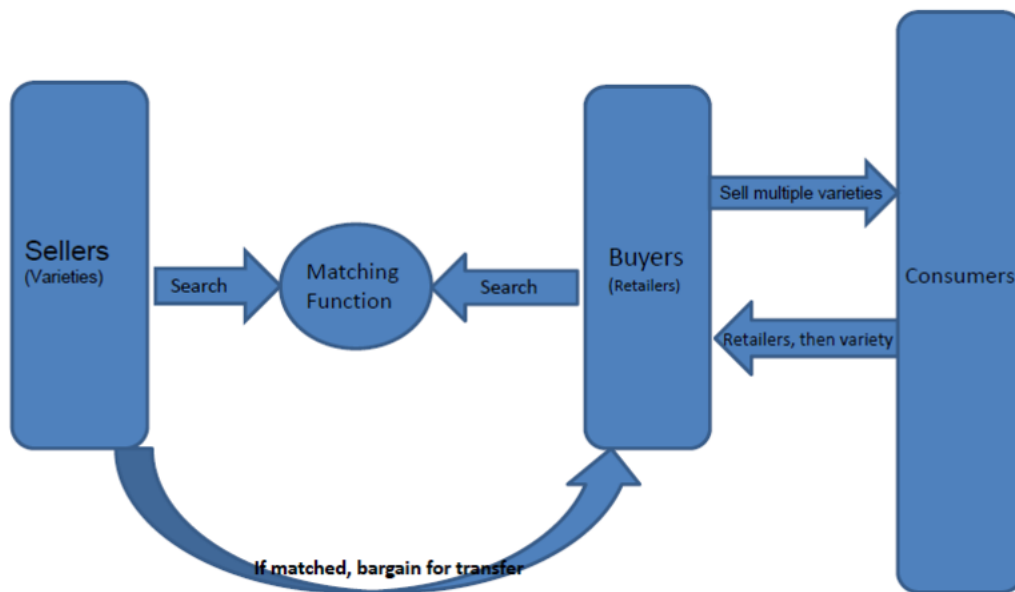 Sellers
(Varieties)
Search
Matching
Function
Search
Buyers
(Retailers)
Sell multiple varieties
Retailers, then variety
Consumers
If matched, bargain for transfer